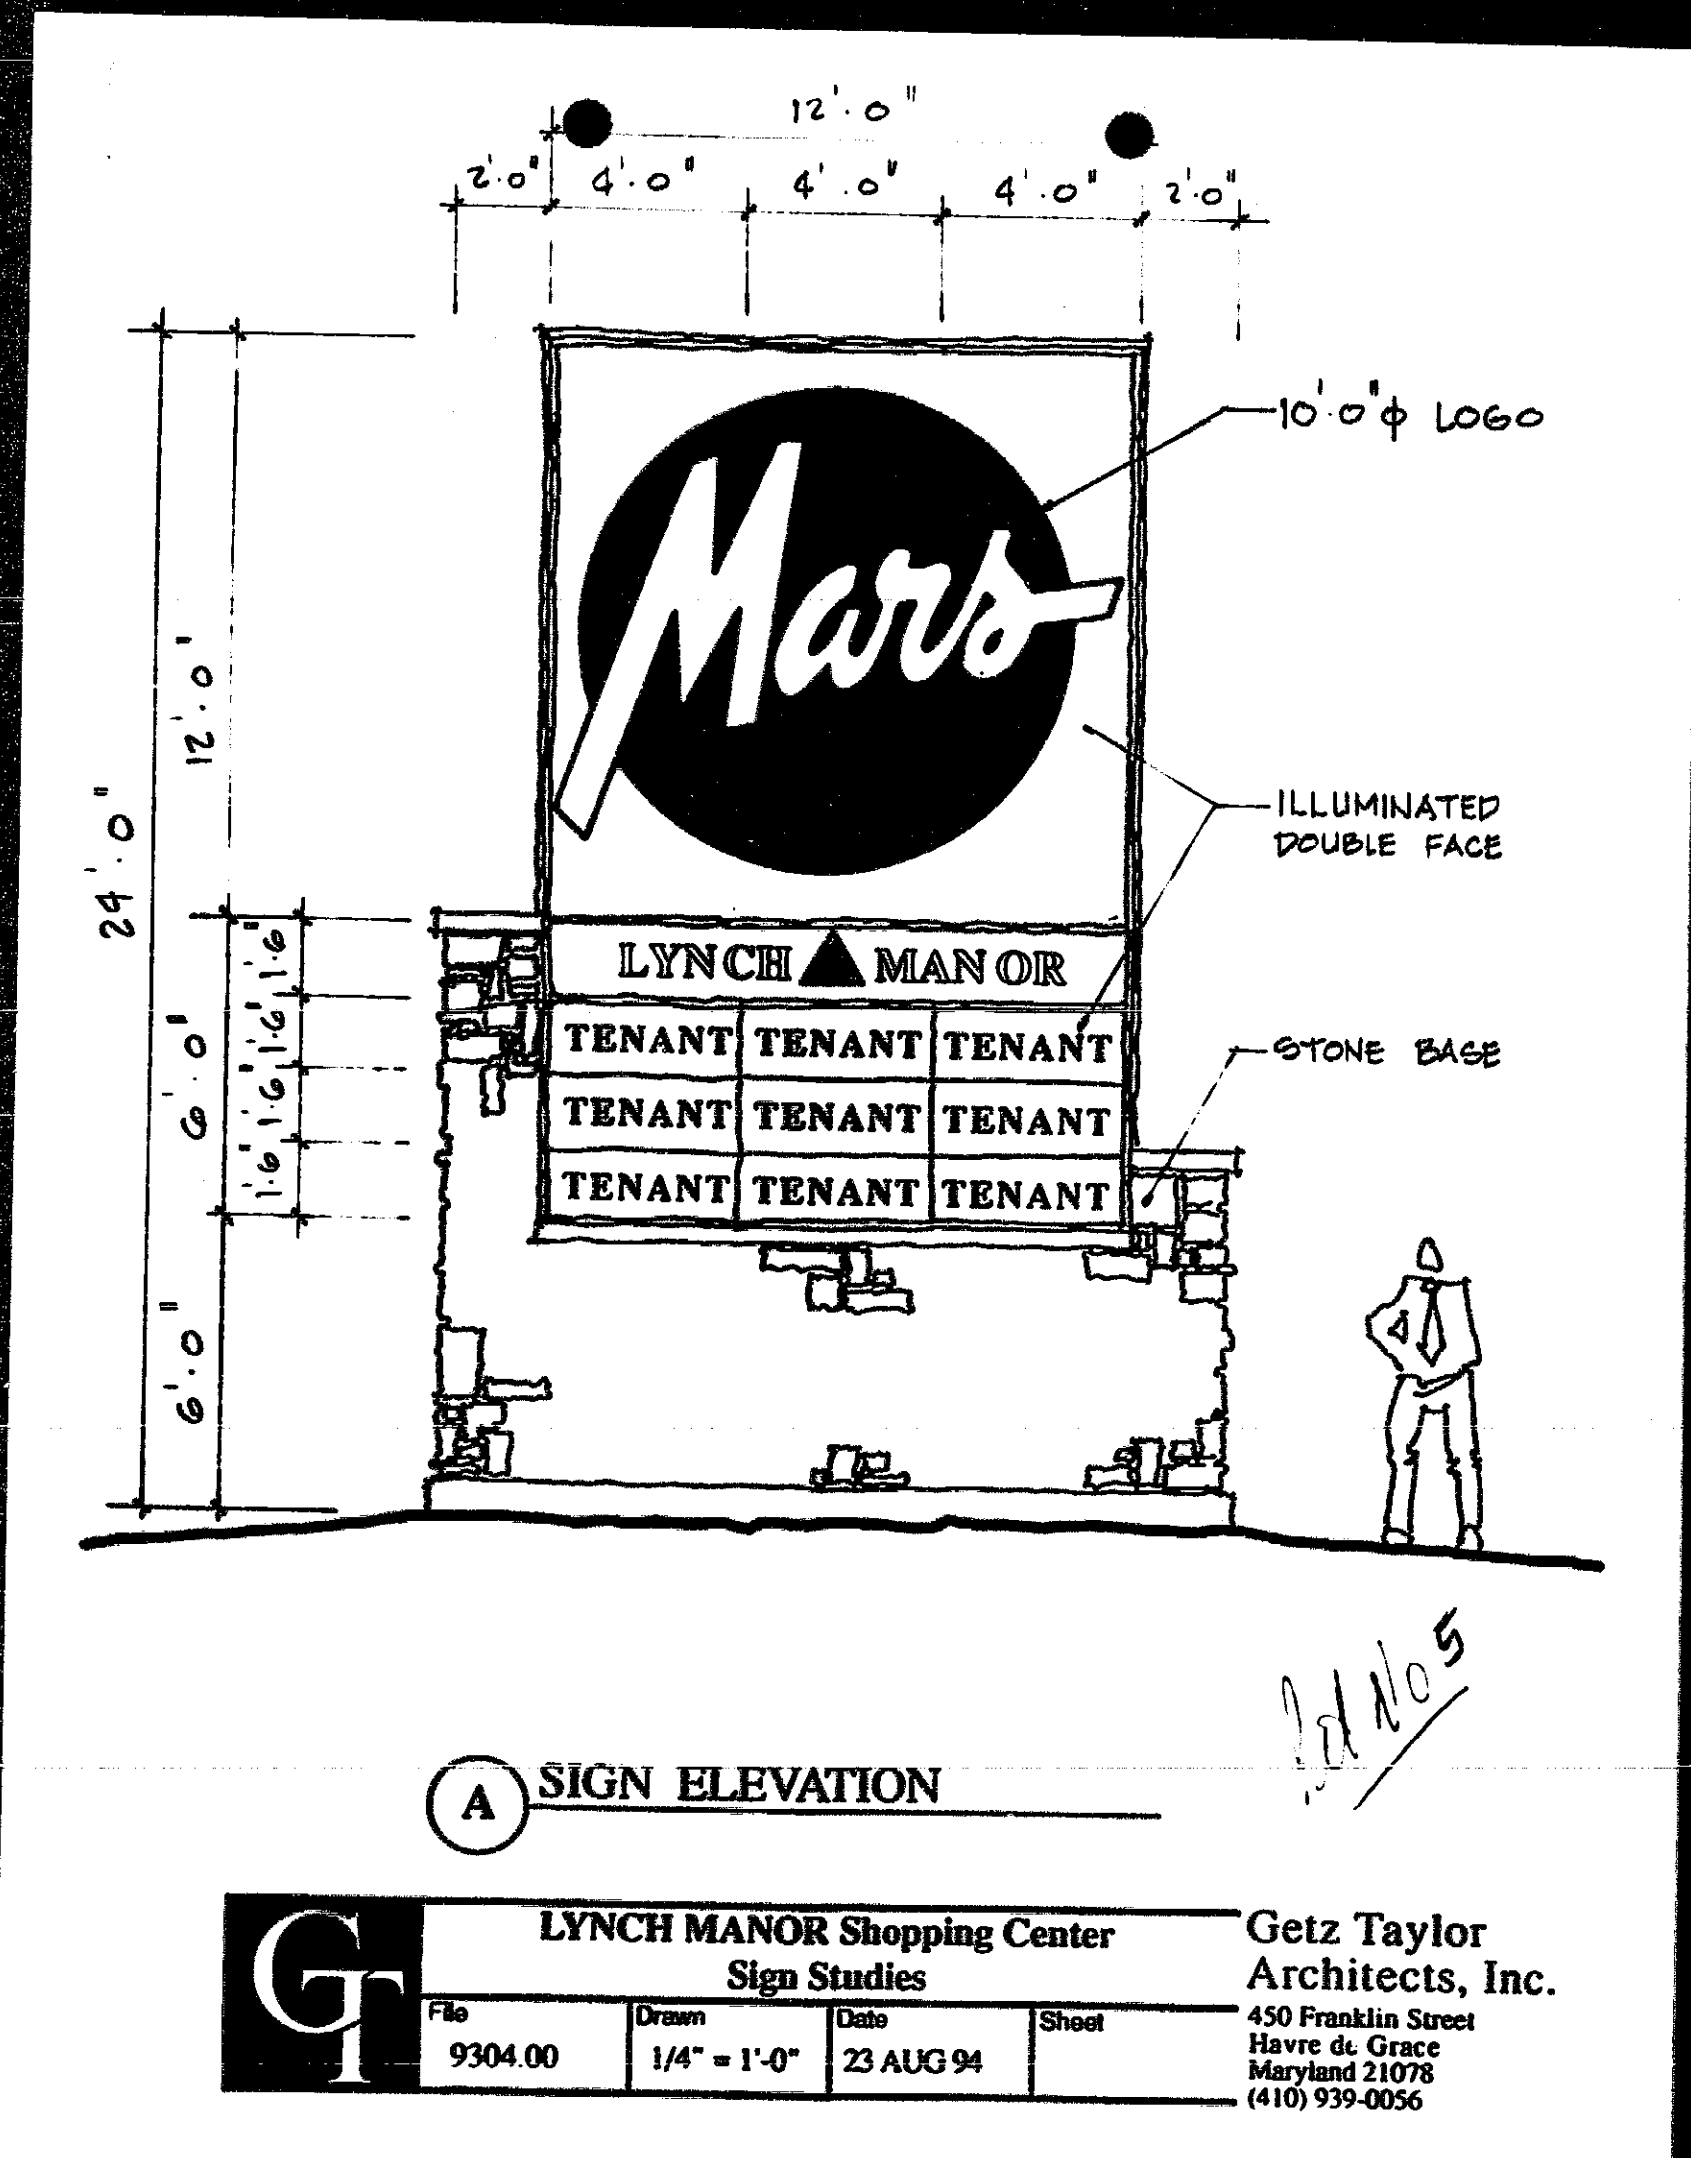 12'.0"
2'.0" 4'.0" 4'.0" 4'.0" 2'.0"
10'.0"ϕ LOGO
Mars
12'.0"
24'.0"
ILLUMINATED
DOUBLE FACE
LYNCH MANOR
1'.6"
TENANT TENANT TENANT
1'.6"
6'.0"
STONE BASE
TENANT TENANT TENANT
1'.6"
TENANT TENANT TENANT
1'.6"
6'.0"
No 5
A SIGN ELEVATION
GT
LYNCH MANOR Shopping Center
Sign Studies
File
9304.00
Drawn
1/4" = 1'-0"
Date
23 AUG 94
Sheet
Getz Taylor
Architects, Inc.
450 Franklin Street
Havre de Grace
Maryland 21078
(410) 939-0056